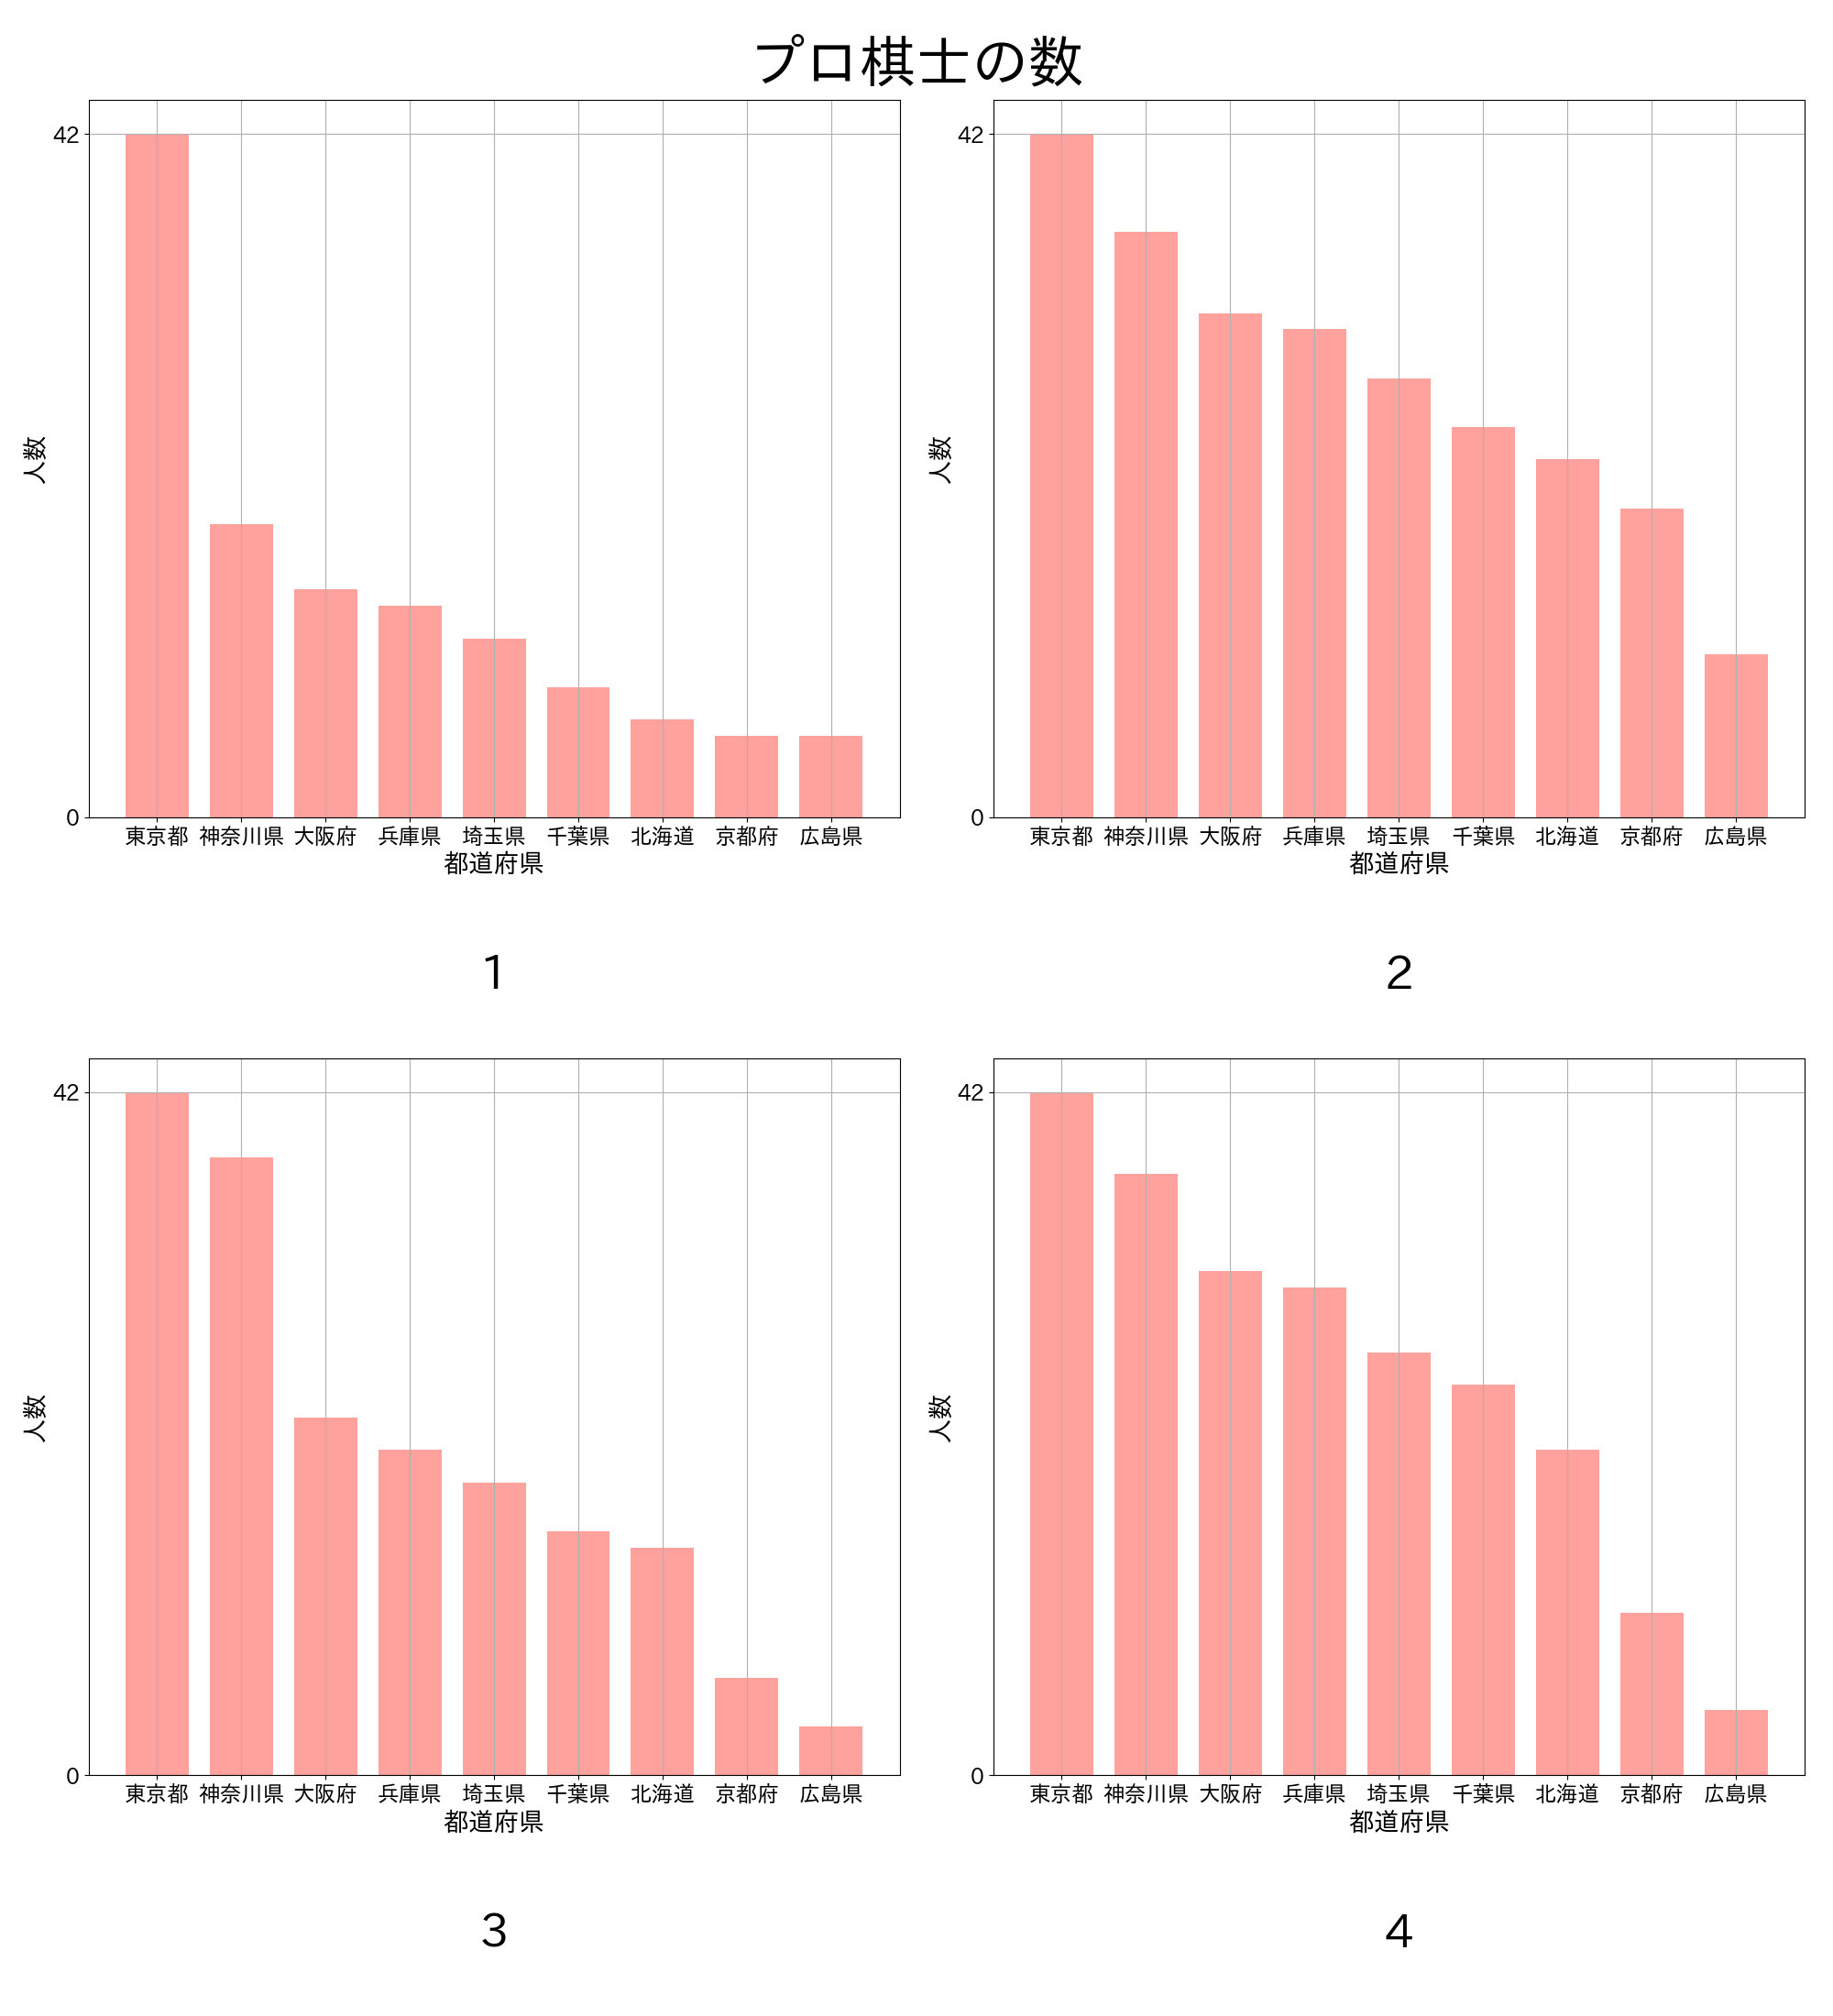 プロ棋士の数
42
0
人数
東京都 神奈川県 大阪府 兵庫県 埼玉県 千葉県 北海道 京都府 広島県
都道府県
1
42
0
人数
東京都 神奈川県 大阪府 兵庫県 埼玉県 千葉県 北海道 京都府 広島県
都道府県
2
42
0
人数
東京都 神奈川県 大阪府 兵庫県 埼玉県 千葉県 北海道 京都府 広島県
都道府県
3
42
0
人数
東京都 神奈川県 大阪府 兵庫県 埼玉県 千葉県 北海道 京都府 広島県
都道府県
4